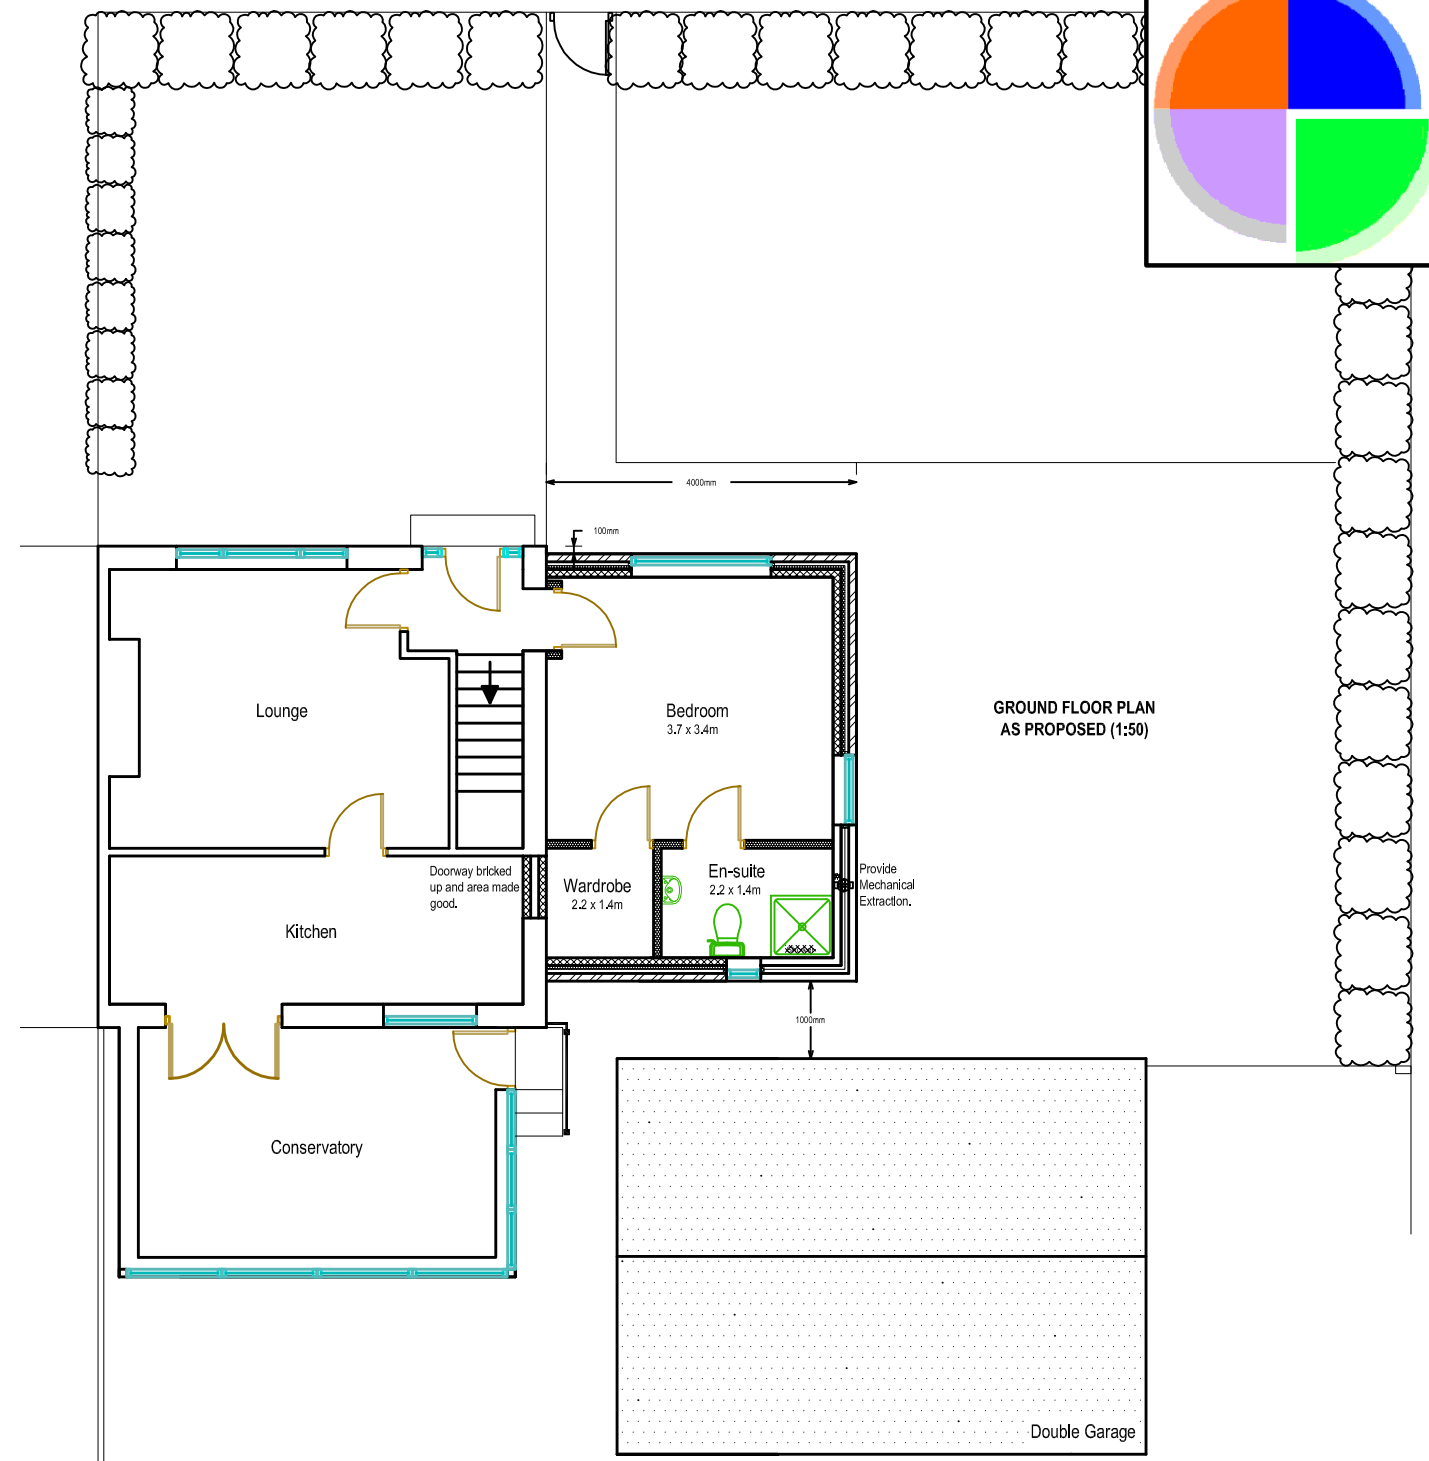 4000mm
100mm
Lounge
Bedroom
3.7 x 3.4m
GROUND FLOOR PLAN
AS PROPOSED (1:50)
Doorway bricked
up and area made
good.
Wardrobe
2.2 x 1.4m
En-suite
2.2 x 1.4m
Provide
Mechanical
Extraction.
Kitchen
1000mm
Conservatory
Double Garage